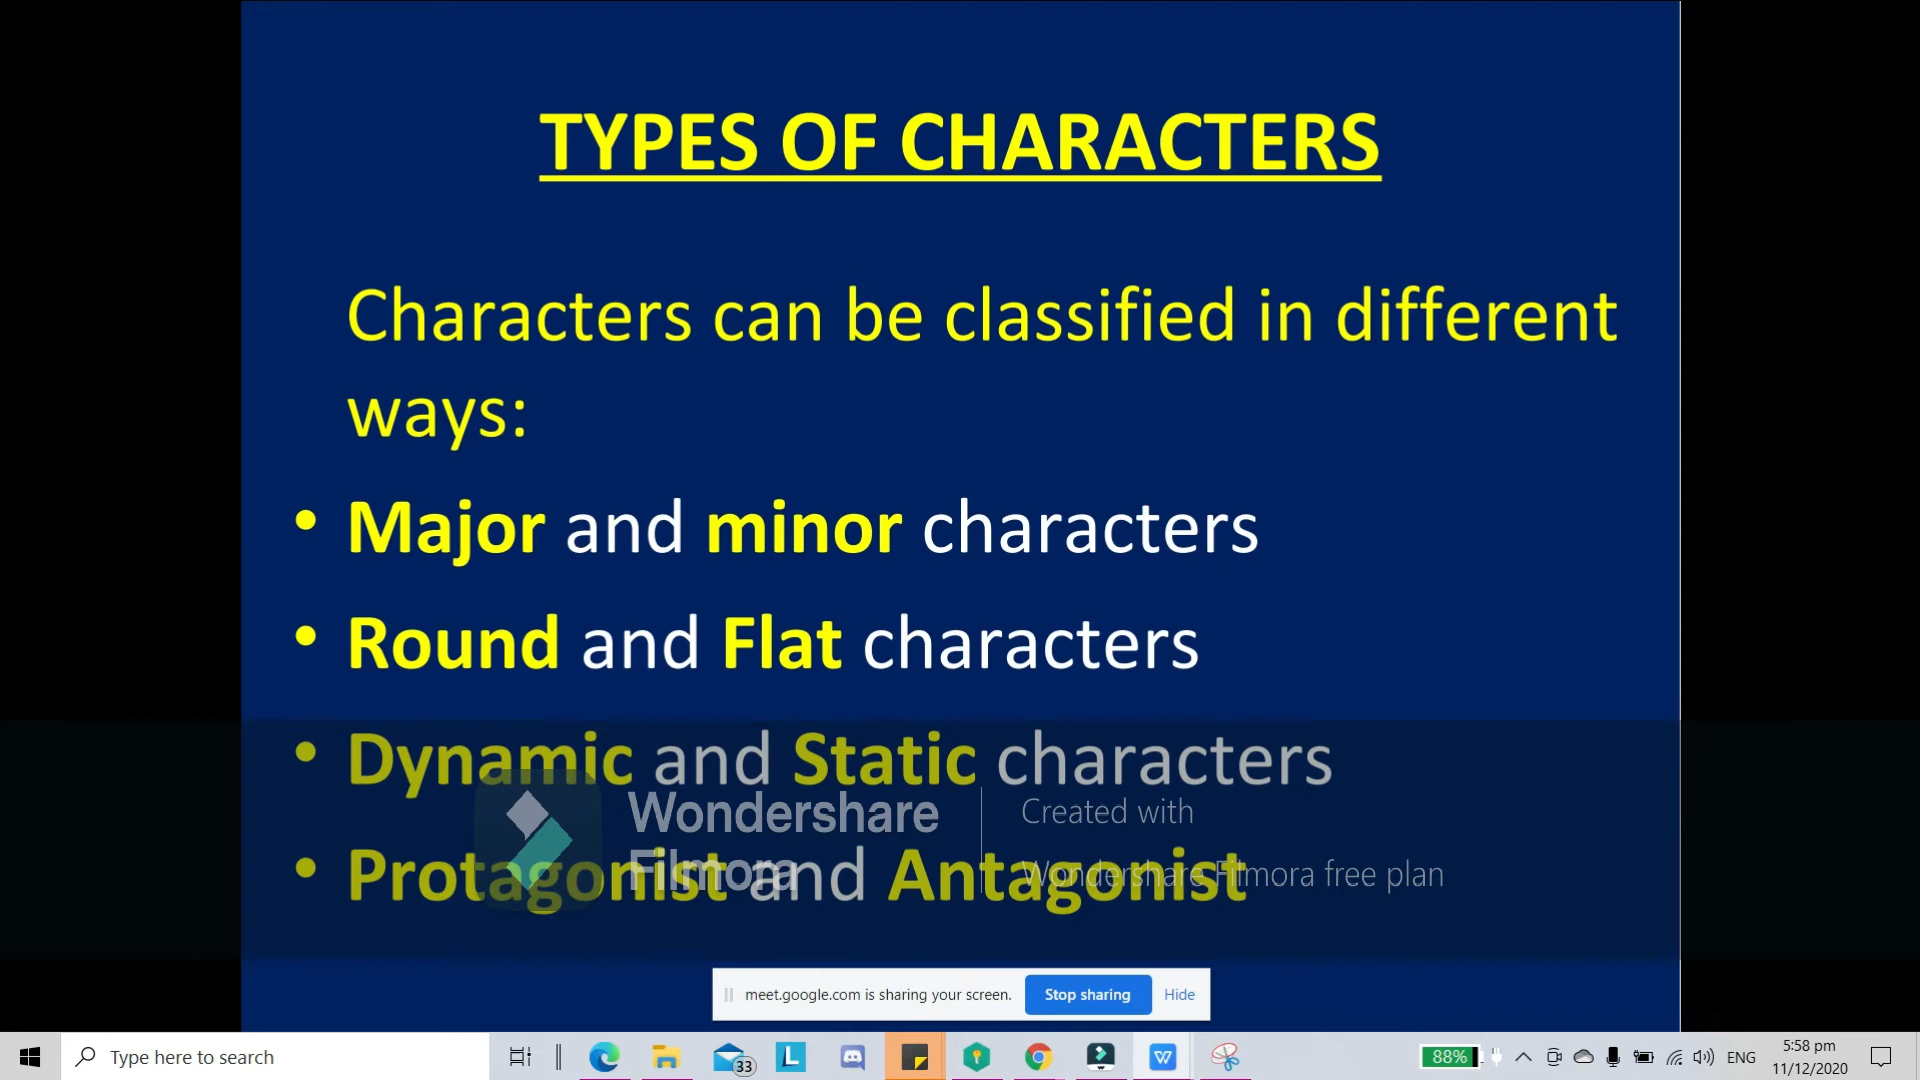 TYPES OF CHARACTERS
Characters can be classified in different
ways:
• Major and minor characters
• Round and Flat characters
• Dynamic and Static characters
Wondershare
Filmora
Created with
Wondershare Filmora free plan
• Protagonist and Antagonist
meet.google.com is sharing your screen. Stop sharing Hide
Type here to search
33
L
W
88%
ENG
5:58 pm
11/12/2020